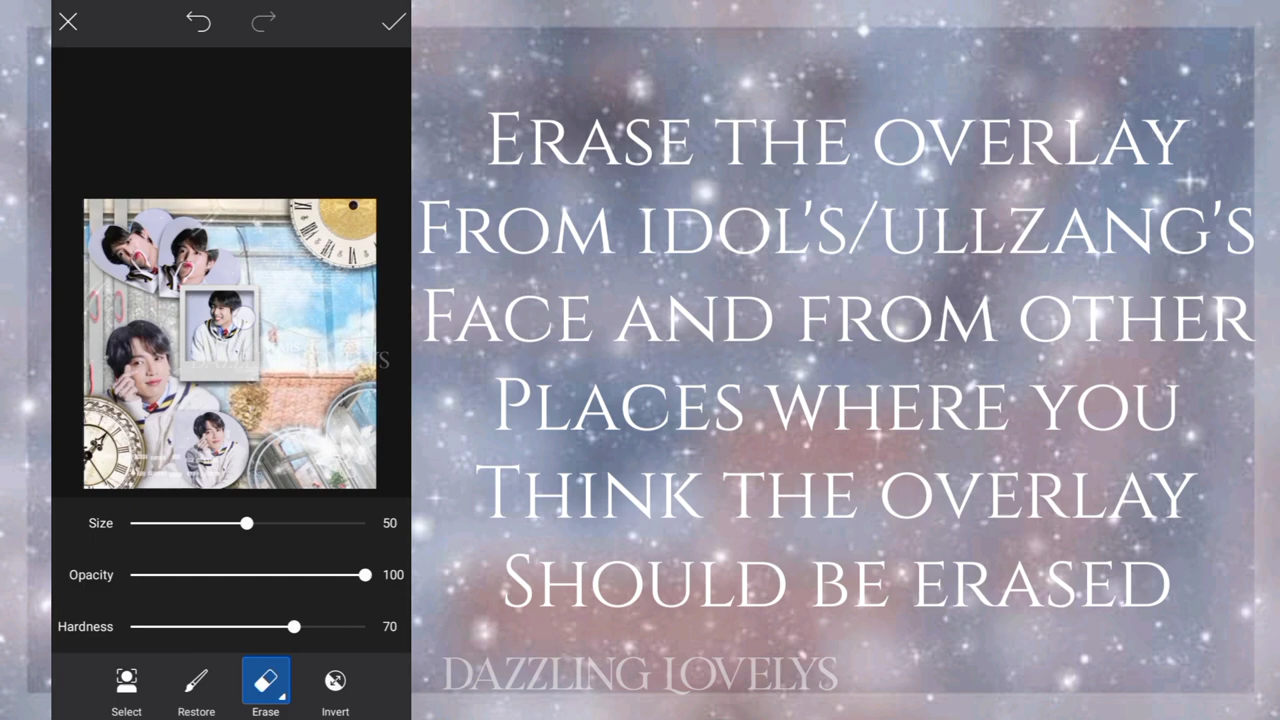 Erase the overlay
From idol's/ullzang's
Face and from other
Places where you
Think the overlay
Should be erased
Dazzling Lovelys
Size 50
Opacity 100
Hardness 70
Select Restore Erase Invert